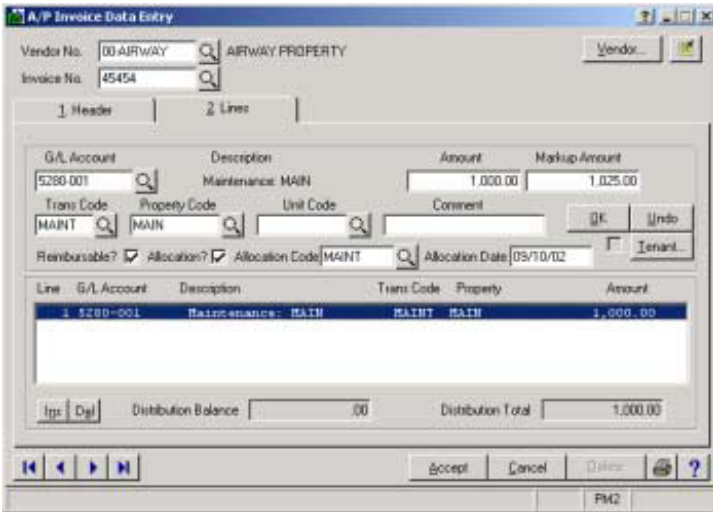 A/P Invoice Data Entry
Vendor No. 00-AIRWAY AIRWAY PROPERTY Vendor...
Invoice No. 45454
1. Header 2. Lines
G/L Account Description Amount Markup Amount
5280-001 Maintenance: MAIN 1,000.00 1,025.00
Trans Code Property Code Unit Code Comment
MAINT MAIN OK Undo
Reimbursable? Allocation? Allocation Code MAINT Allocation Date 09/10/02 Tenant...
Line G/L Account Description Trans Code Property Amount
1 5280-001 Maintenance: MAIN MAINT MAIN 1,000.00
Ins Del Distribution Balance .00 Distribution Total 1,000.00
Accept Cancel Delete ?
PM2